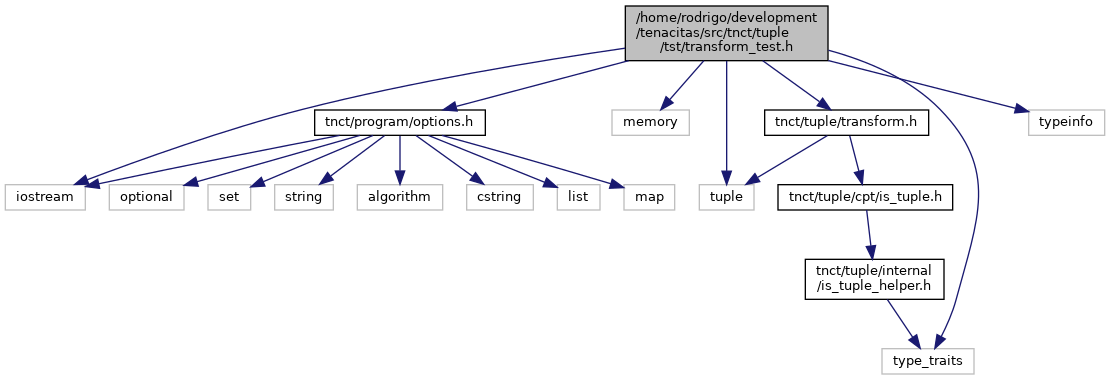 /home/rodrigo/development
/tenacitas/src/tnct/tuple
/tst/transform_test.h
tnct/program/options.h
memory
tnct/tuple/transform.h
typeinfo
iostream
optional
set
string
algorithm
cstring
list
map
tuple
tnct/tuple/cpt/is_tuple.h
tnct/tuple/internal
/is_tuple_helper.h
type_traits